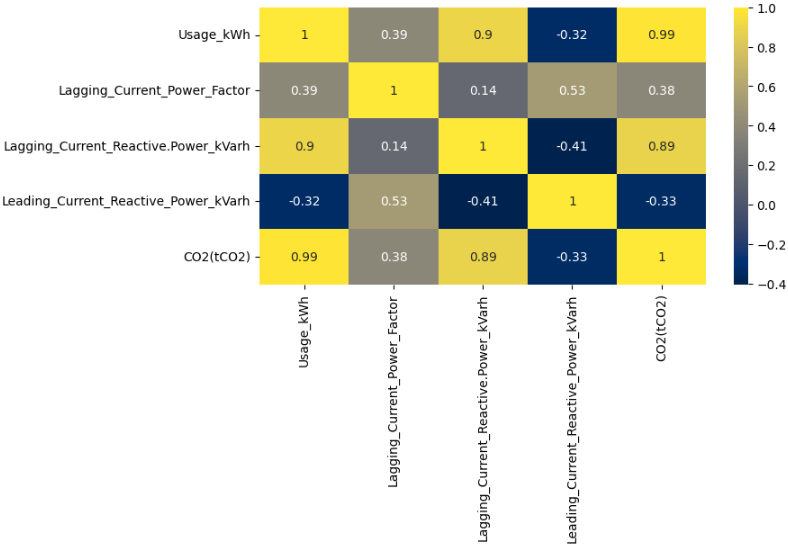 Usage_kWh 1 0.39 0.9 -0.32 0.99
Lagging_Current_Power_Factor 0.39 1 0.14 0.53 0.38
Lagging_Current_Reactive.Power_kVarh 0.9 0.14 1 -0.41 0.89
Leading_Current_Reactive_Power_kVarh -0.32 0.53 -0.41 1 -0.33
CO2(tCO2) 0.99 0.38 0.89 -0.33 1
Usage_kWh
Lagging_Current_Power_Factor
Lagging_Current_Reactive.Power_kVarh
Leading_Current_Reactive_Power_kVarh
CO2(tCO2)
1.0
0.8
0.6
0.4
0.2
0.0
−0.2
−0.4